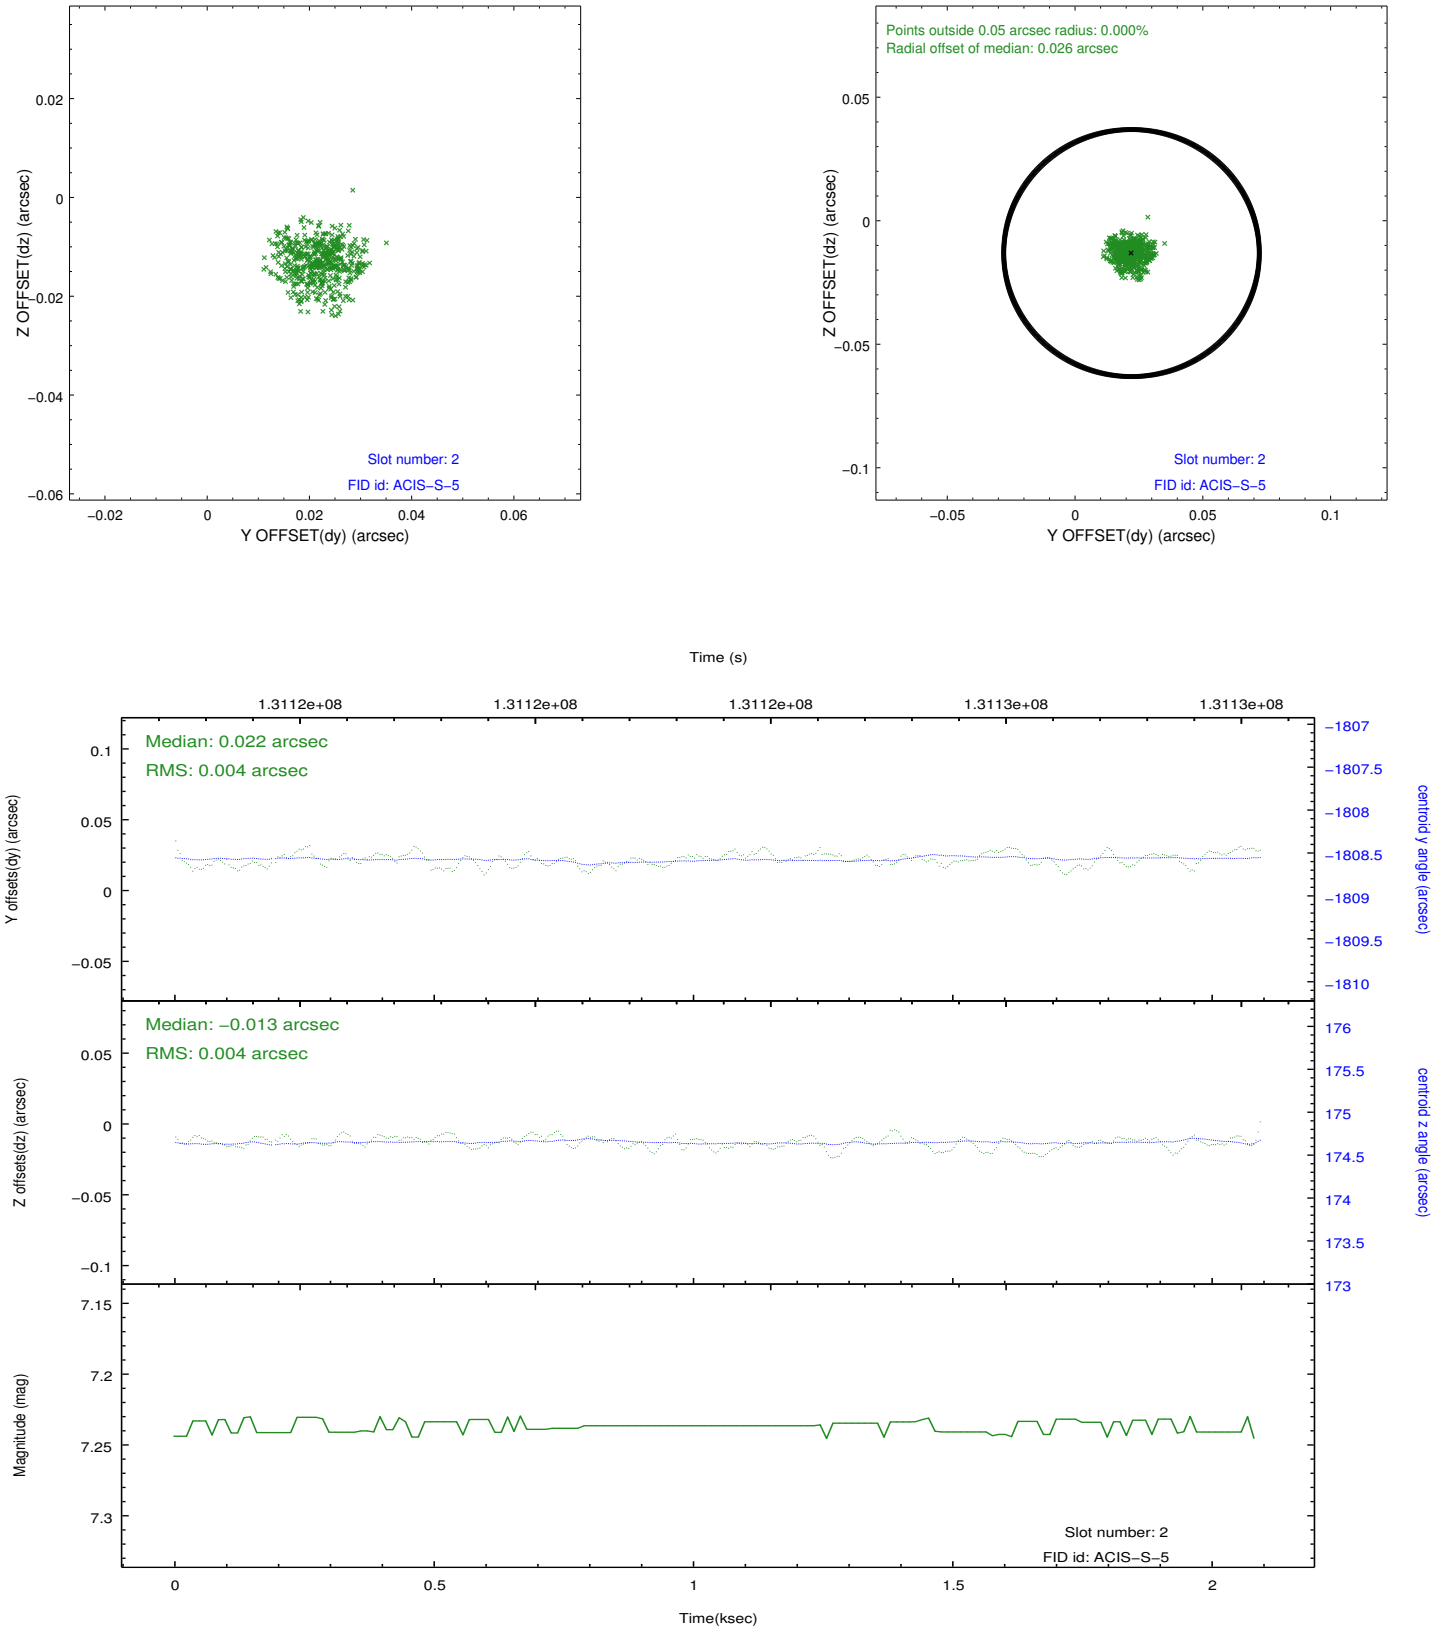 0.02
0
−0.02
−0.04
−0.06
Z OFFSET(dz) (arcsec)
Slot number: 2
FID id: ACIS−S−5
−0.02 0 0.02 0.04 0.06
Y OFFSET(dy) (arcsec)
Points outside 0.05 arcsec radius: 0.000%
Radial offset of median: 0.026 arcsec
0.05
0
−0.05
−0.1
Z OFFSET(dz) (arcsec)
Slot number: 2
FID id: ACIS−S−5
−0.05 0 0.05 0.1
Y OFFSET(dy) (arcsec)
Time (s)
1.3112e+08 1.3112e+08 1.3112e+08 1.3113e+08 1.3113e+08
Median: 0.022 arcsec
RMS: 0.004 arcsec
0.1
0.05
0
−0.05
Y offsets(dy) (arcsec)
−1807
−1807.5
−1808
−1808.5
−1809
−1809.5
−1810
centroid y angle (arcsec)
Median: −0.013 arcsec
RMS: 0.004 arcsec
0.05
0
−0.05
−0.1
Z offsets(dz) (arcsec)
176
175.5
175
174.5
174
173.5
173
centroid z angle (arcsec)
7.15
7.2
7.25
7.3
Magnitude (mag)
Slot number: 2
FID id: ACIS−S−5
0 0.5 1 1.5 2
Time(ksec)